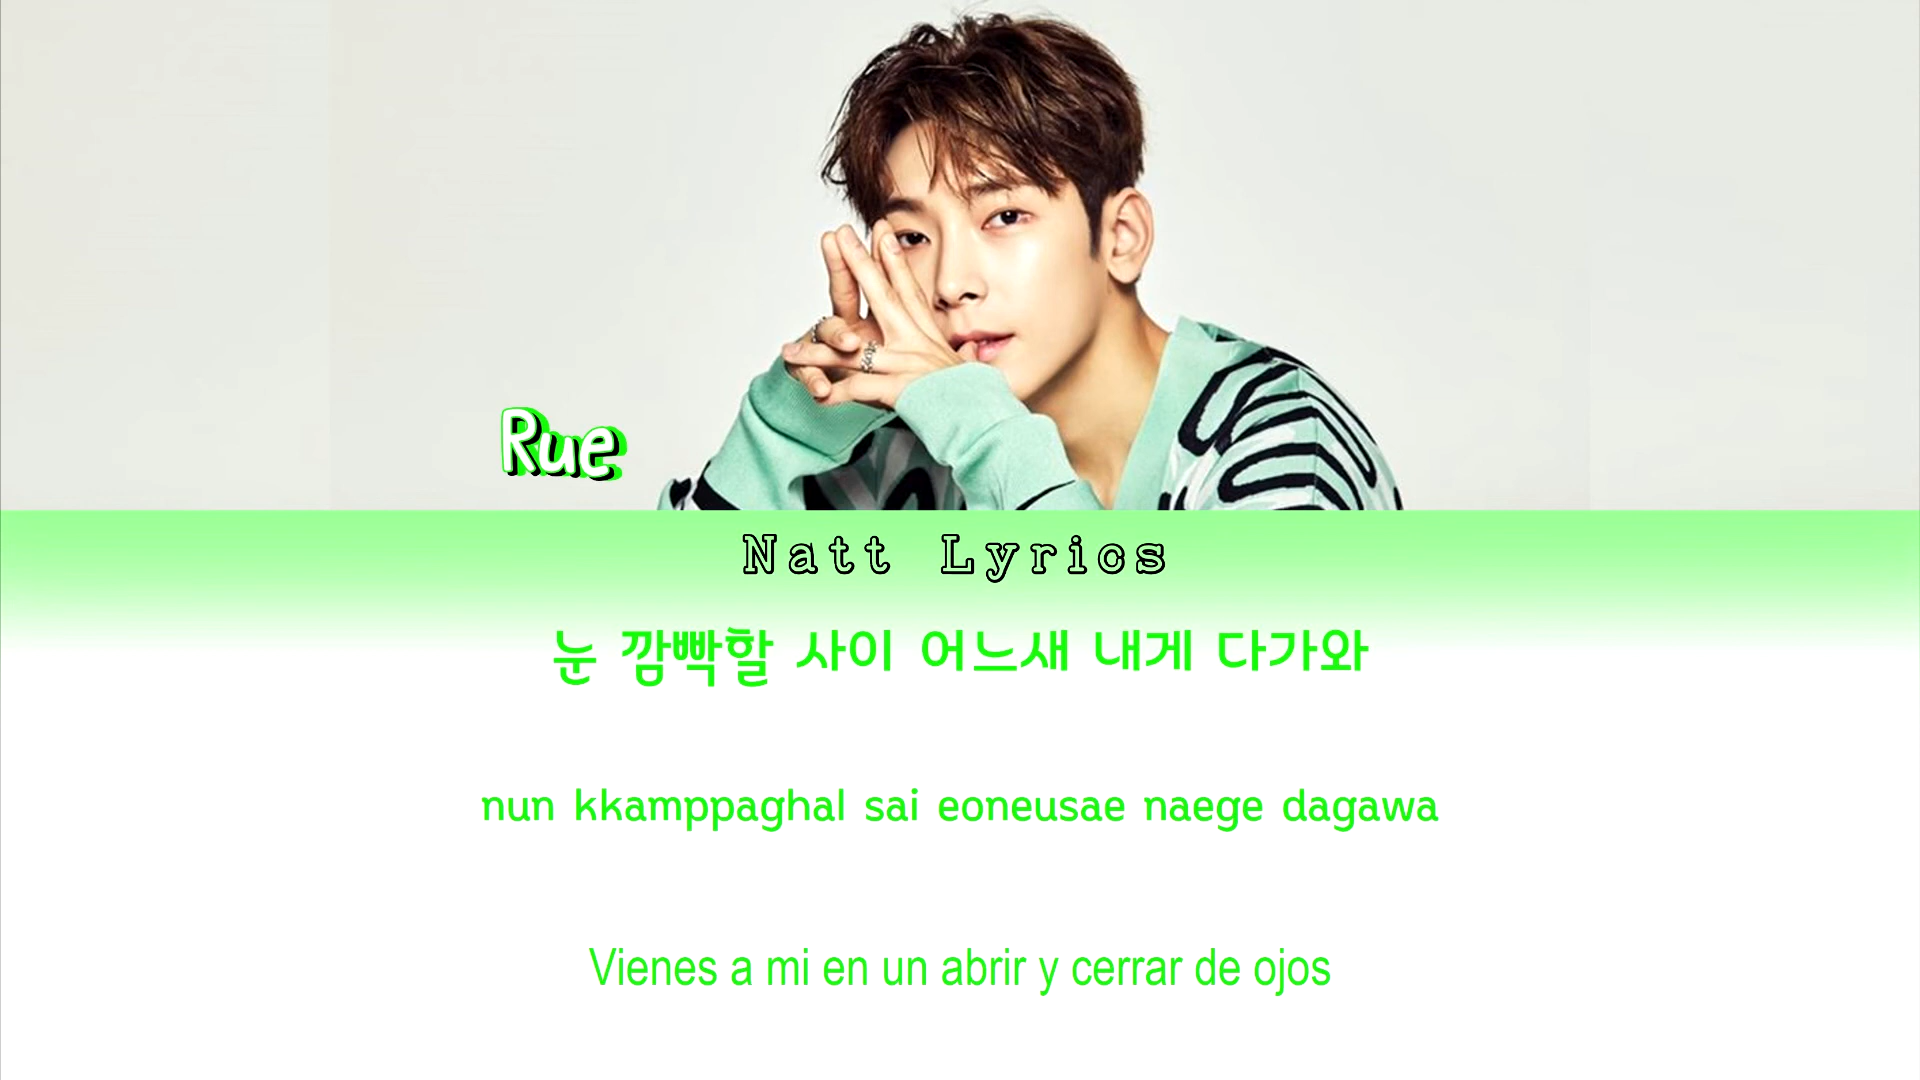 Rue
Natt Lyrics
눈 깜빡할 사이 어느새 내게 다가와
nun kkamppaghal sai eoneusae naege dagawa
Vienes a mi en un abrir y cerrar de ojos